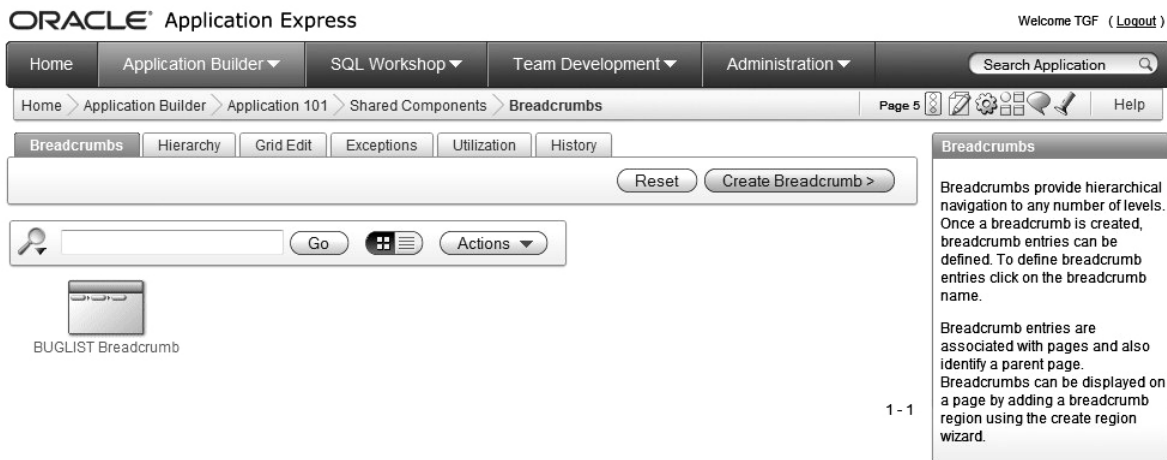 ORACLE® Application Express
Welcome TGF ( Logout )
Home Application Builder SQL Workshop Team Development Administration Search Application
Home Application Builder Application 101 Shared Components Breadcrumbs Page 5 Help
Breadcrumbs Hierarchy Grid Edit Exceptions Utilization History
Reset Create Breadcrumb >
Go Actions
BUGLIST Breadcrumb
1 - 1
Breadcrumbs
Breadcrumbs provide hierarchical
navigation to any number of levels.
Once a breadcrumb is created,
breadcrumb entries can be
defined. To define breadcrumb
entries click on the breadcrumb
name.
Breadcrumb entries are
associated with pages and also
identify a parent page.
Breadcrumbs can be displayed on
a page by adding a breadcrumb
region using the create region
wizard.